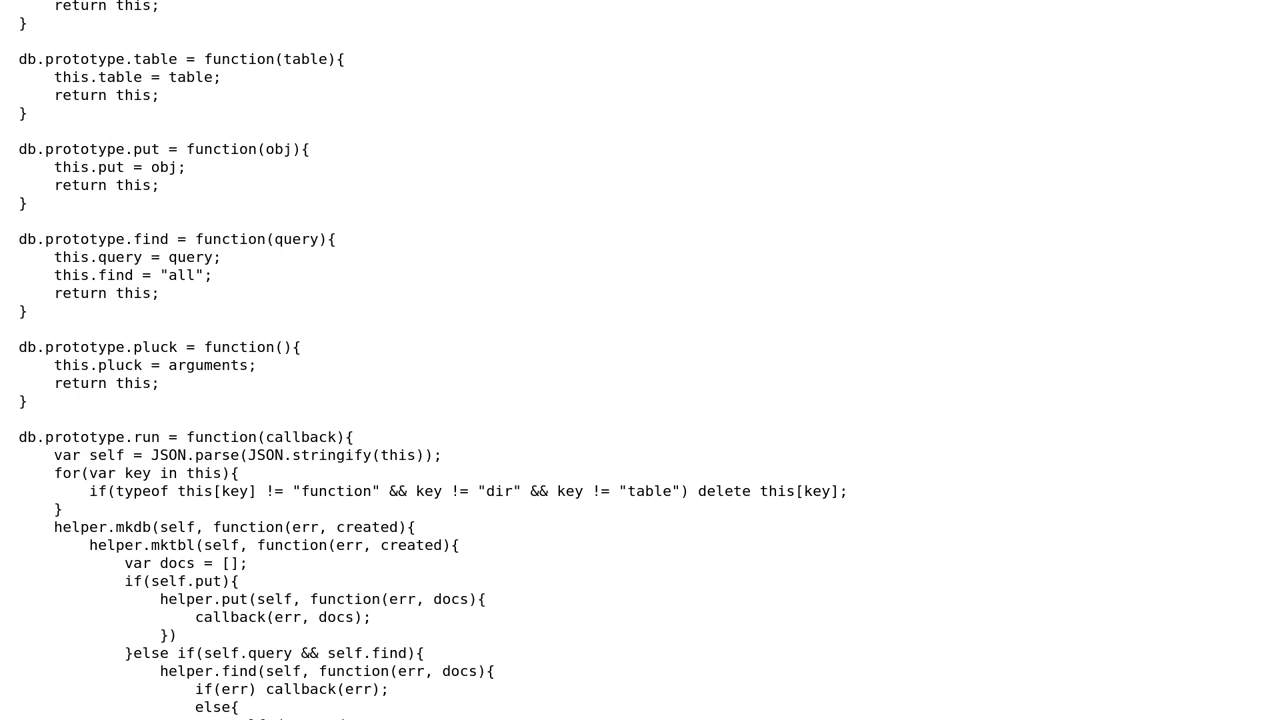 return this;
}

db.prototype.table = function(table){
    this.table = table;
    return this;
}

db.prototype.put = function(obj){
    this.put = obj;
    return this;
}

db.prototype.find = function(query){
    this.query = query;
    this.find = "all";
    return this;
}

db.prototype.pluck = function(){
    this.pluck = arguments;
    return this;
}

db.prototype.run = function(callback){
    var self = JSON.parse(JSON.stringify(this));
    for(var key in this){
        if(typeof this[key] != "function" && key != "dir" && key != "table") delete this[key];
    }
    helper.mkdb(self, function(err, created){
        helper.mktbl(self, function(err, created){
            var docs = [];
            if(self.put){
                helper.put(self, function(err, docs){
                    callback(err, docs);
                })
            }else if(self.query && self.find){
                helper.find(self, function(err, docs){
                    if(err) callback(err);
                    else{